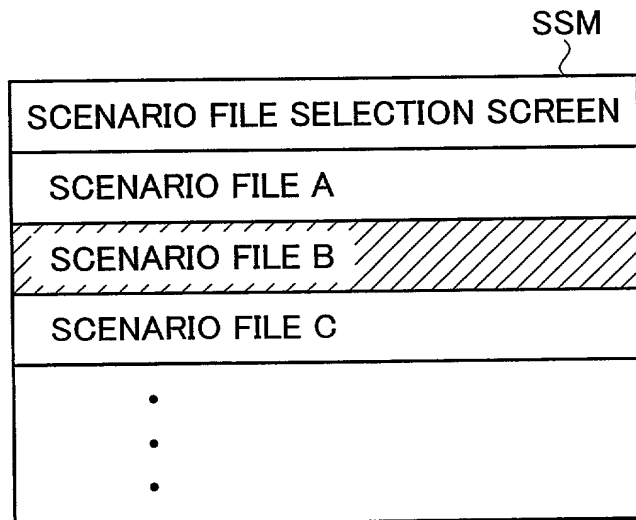 SSM
SCENARIO FILE SELECTION SCREEN
SCENARIO FILE A
SCENARIO FILE B
SCENARIO FILE C